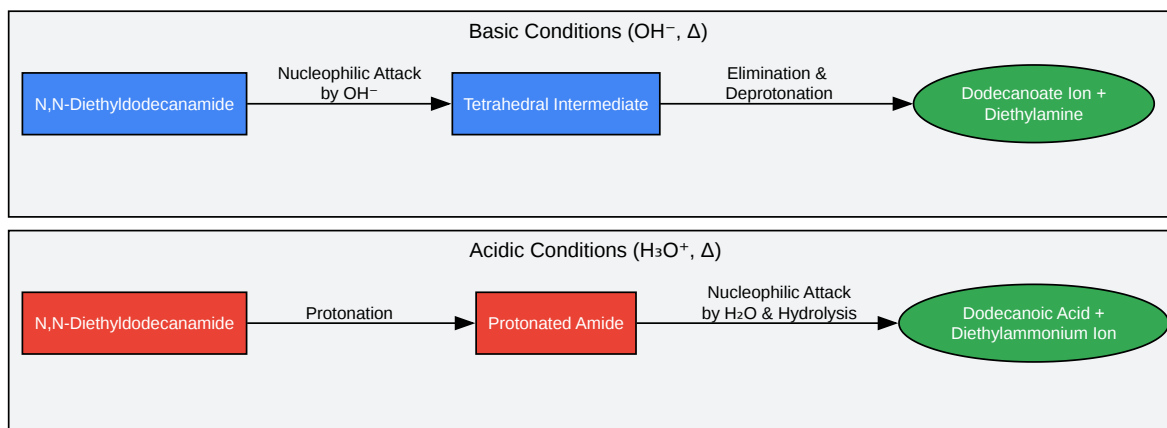 Basic Conditions (OH⁻, Δ)
N,N-Diethyldodecanamide
Nucleophilic Attack
by OH⁻
Tetrahedral Intermediate
Elimination &
Deprotonation
Dodecanoate Ion +
Diethylamine
Acidic Conditions (H₃O⁺, Δ)
N,N-Diethyldodecanamide
Protonation
Protonated Amide
Nucleophilic Attack
by H₂O & Hydrolysis
Dodecanoic Acid +
Diethylammonium Ion